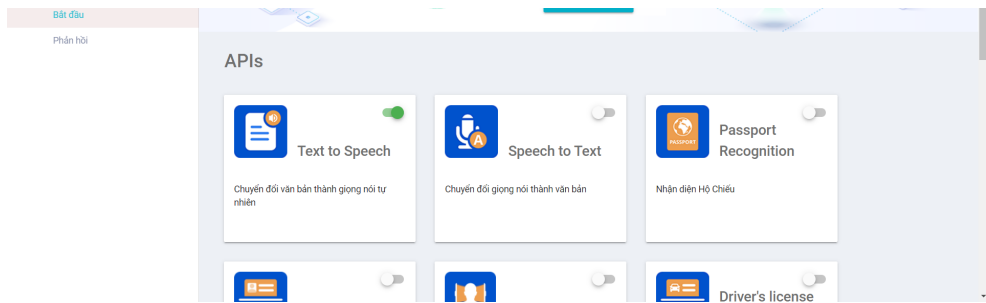 Bắt đầu
Phản hồi
APIs
Text to Speech
Chuyển đổi văn bản thành giọng nói tự
nhiên
A
Speech to Text
Chuyển đổi giọng nói thành văn bản
PASSPORT
Passport
Recognition
Nhận diện Hộ Chiếu
Driver's license